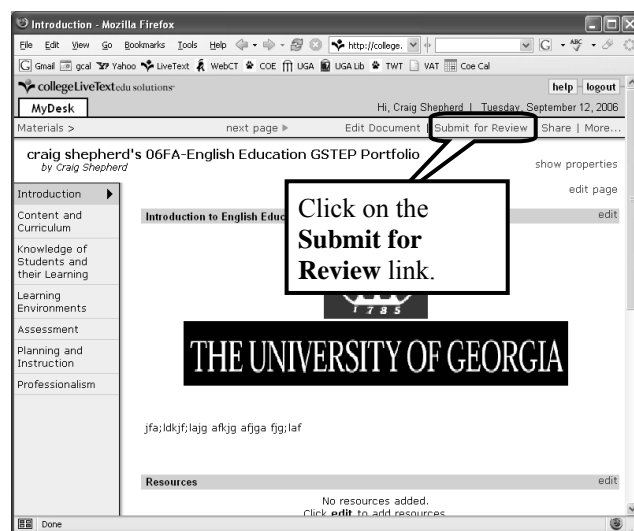 Introduction - Mozilla Firefox
File Edit View Go Bookmarks Tools Help http://college. G
Gmail gcal Yahoo LiveText WebCT COE UGA UGA Lib TWT VAT Coe Cal
collegeLiveText edu solutions help logout
MyDesk Hi, Craig Shepherd | Tuesday, September 12, 2006
Materials > next page Edit Document | Submit for Review | Share | More...
craig shepherd's 06FA-English Education GSTEP Portfolio
by Craig Shepherd
show properties
edit page
Introduction
Content and
Curriculum
Knowledge of
Students and
their Learning
Learning
Environments
Assessment
Planning and
Instruction
Professionalism
Introduction to English Educ edit
Click on the
Submit for
Review link.
1785
THE UNIVERSITY OF GEORGIA
jfa;ldkjf;lajg afkjg afjga fjg;laf
Resources edit
No resources added.
Click edit to add resources
Done